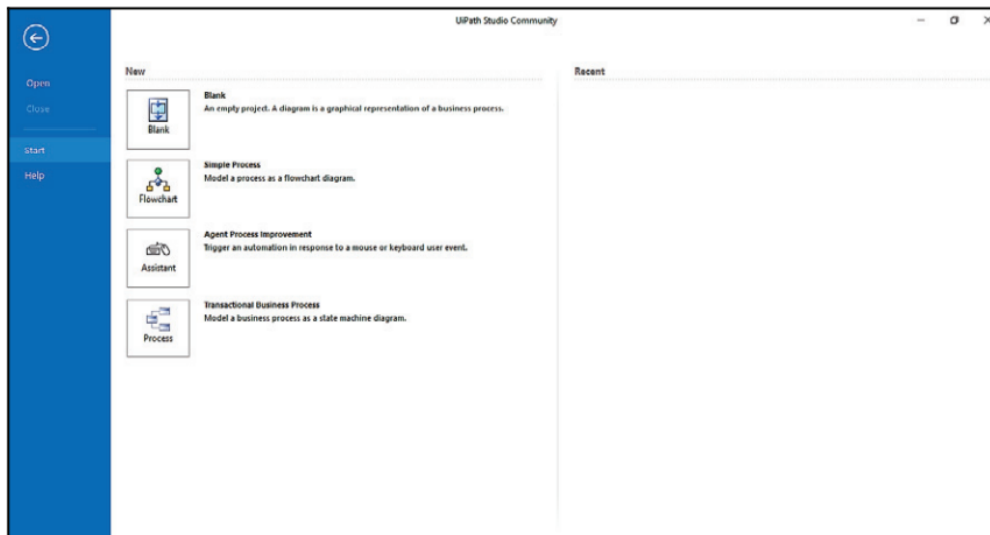 UiPath Studio Community
Open
Close
Start
Help
New
Blank
Blank
An empty project. A diagram is a graphical representation of a business process.
Flowchart
Simple Process
Model a process as a flowchart diagram.
Assistant
Agent Process Improvement
Trigger an automation in response to a mouse or keyboard user event.
Process
Transactional Business Process
Model a business process as a state machine diagram.
Recent